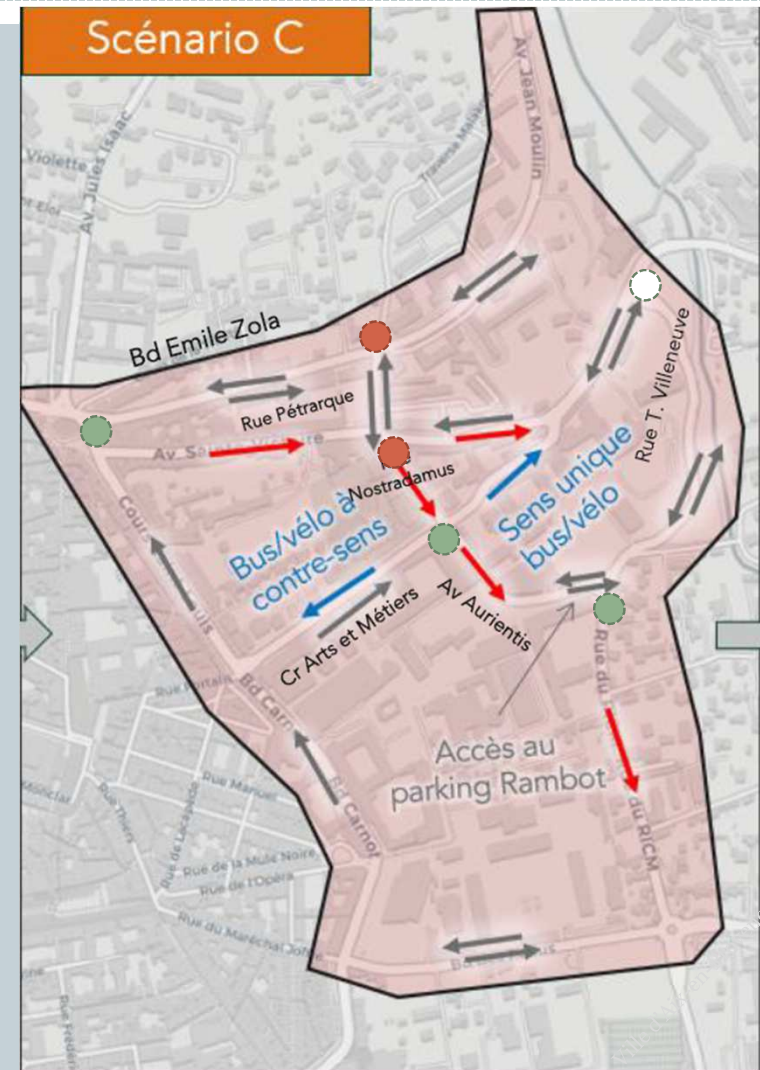 Scénario C
Av Jean Moulin
Av. Jules Isaac
Violette
Bd Emile Zola
Rue Pétrarque
Nostradamus
Rue T. Villeneuve
Bus/vélo à
contre-sens
Sens unique
bus/vélo
Cr Arts et Métiers
Av Aurientis
Accès au
parking Rambot
Rue du
du RICM
Bd Carnot
Rue Manuel
Rue Thiers
Rue de Lacépède
Rue de la Mule Noire
Rue de l'Opéra
Rue du Maréchal